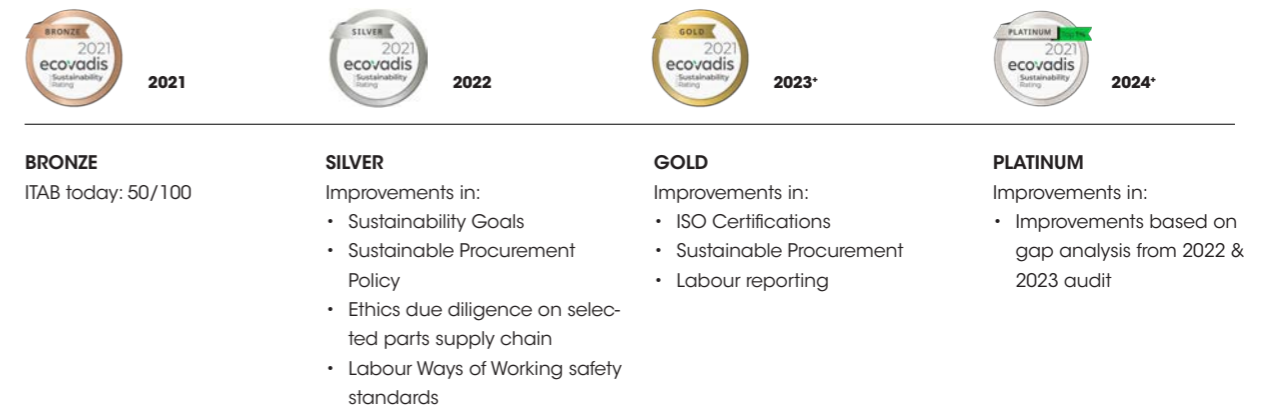 BRONZE
2021
ecovadis
Sustainability
Rating
2021
SILVER
2021
ecovadis
Sustainability
Rating
2022
GOLD
2021
ecovadis
Sustainability
Rating
2023+
PLATINUM
Top 1%
2021
ecovadis
Sustainability
Rating
2024+
BRONZE
ITAB today: 50/100
SILVER
Improvements in:
• Sustainability Goals
• Sustainable Procurement
Policy
• Ethics due diligence on selec-
ted parts supply chain
• Labour Ways of Working safety
standards
GOLD
Improvements in:
• ISO Certifications
• Sustainable Procurement
• Labour reporting
PLATINUM
Improvements in:
• Improvements based on
gap analysis from 2022 &
2023 audit